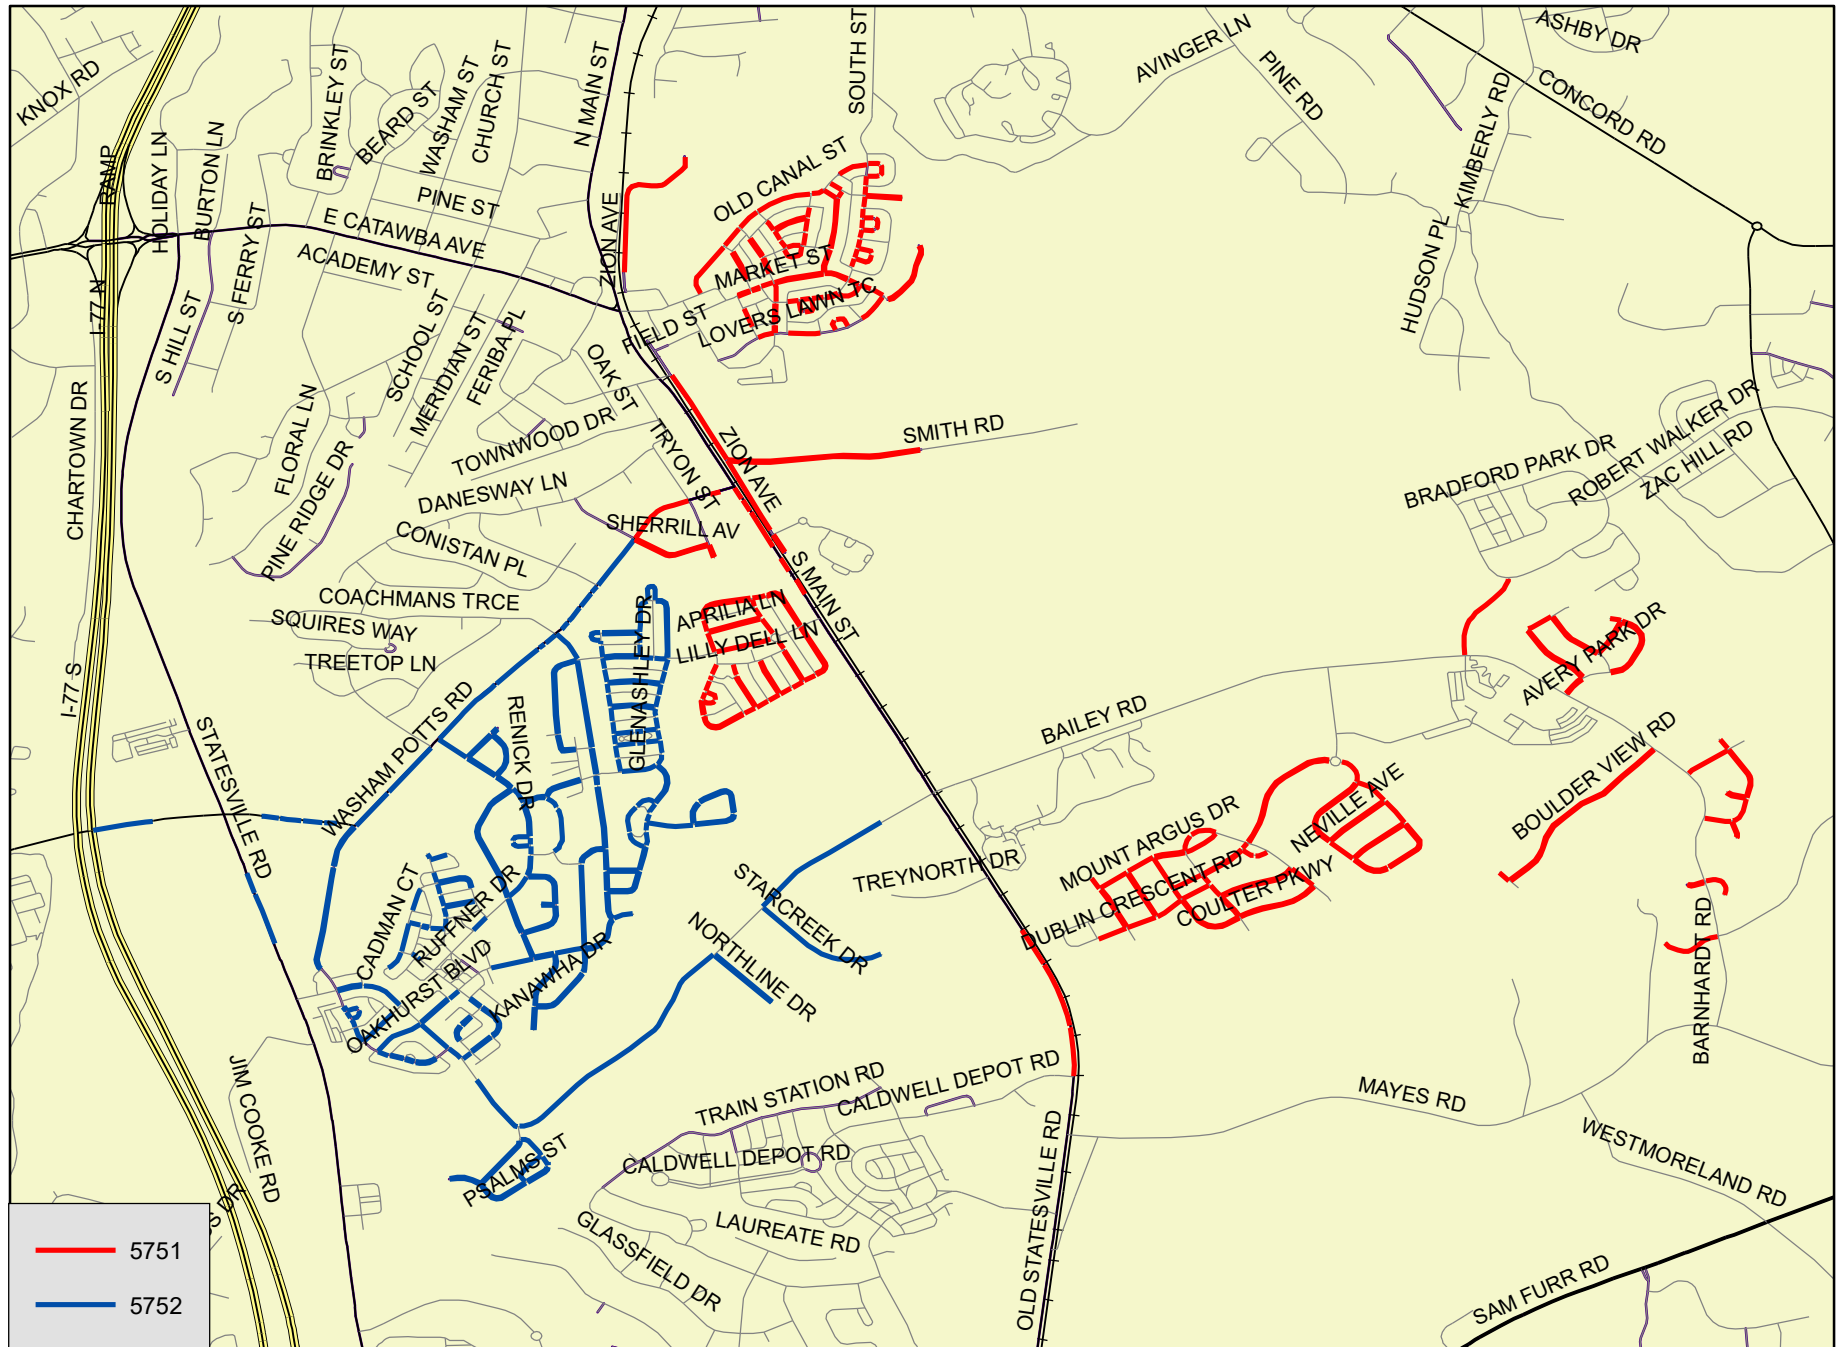 KNOX RD
BRINKLEY ST
BEARD ST
WASHAM ST
CHURCH ST
N MAIN ST
SOUTH ST
AVINGER LN
PINE RD
ASHBY DR
CONCORD RD
KIMBERLY RD
RAMP
HOLIDAY LN
BURTON LN
S FERRY ST
PINE ST
E CATAWBA AVE
ACADEMY ST
ZION AVE
OLD CANAL ST
MARKET ST
LOVERS LAWN TC
FIELD ST
HUDSON PL
I-77 N
S HILL ST
SCHOOL ST
MERIDIAN ST
FERIBA PL
OAK ST
CHARTOWN DR
FLORAL LN
PINE RIDGE DR
TOWNWOOD DR
TRYON ST
ZION AVE
SMITH RD
BRADFORD PARK DR
ROBERT WALKER DR
ZAC HILL RD
DANESWAY LN
SHERRILL AV
CONISTAN PL
COACHMANS TRCE
SQUIRES WAY
TREETOP LN
GLENASHLEY DR
APRILIA LN
LILLY DELL LN
S MAIN ST
AVERY PARK DR
I-77 S
STATESVILLE RD
WASHAM POTTS RD
RENICK DR
BAILEY RD
BOULDER VIEW RD
NEVILLE AVE
MOUNT ARGUS DR
DUBLIN CRESCENT RD
COULTER PKWY
TREYNORTH DR
CADMAN CT
RUFFNER DR
STARCREEK DR
NORTHLINE DR
OAKHURST BLVD
KANAWHA DR
BARNHARDT RD
JIM COOKE RD
TRAIN STATION RD
CALDWELL DEPOT RD
CALDWELL DEPOT RD
MAYES RD
WESTMORELAND RD
PSALMS ST
LAUREATE RD
GLASSFIELD DR
OLD STATESVILLE RD
SAM FURR RD
S DR
5751
5752